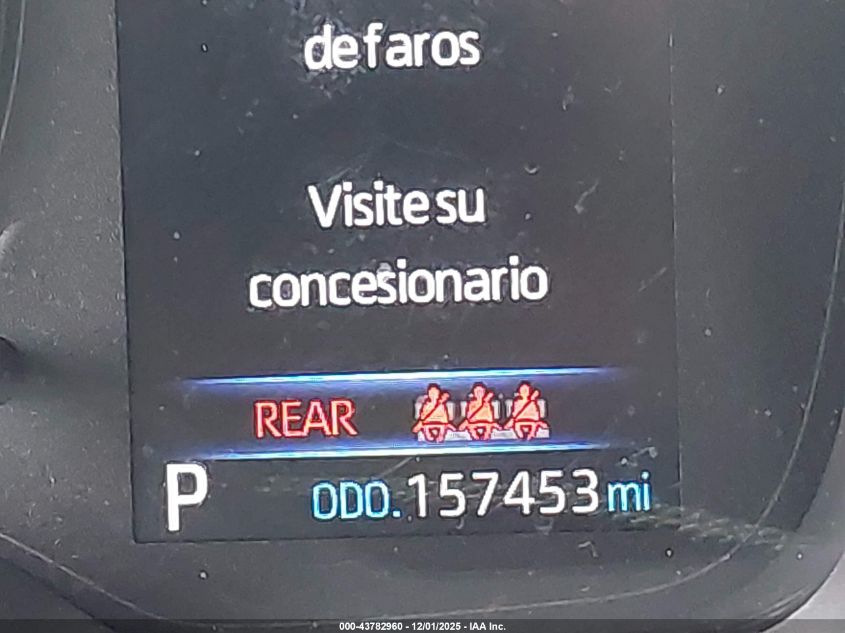 de faros
Visite su
concesionario
REAR
P ODO. 157453 mi
000-43782960 - 12/01/2025 - IAA Inc.